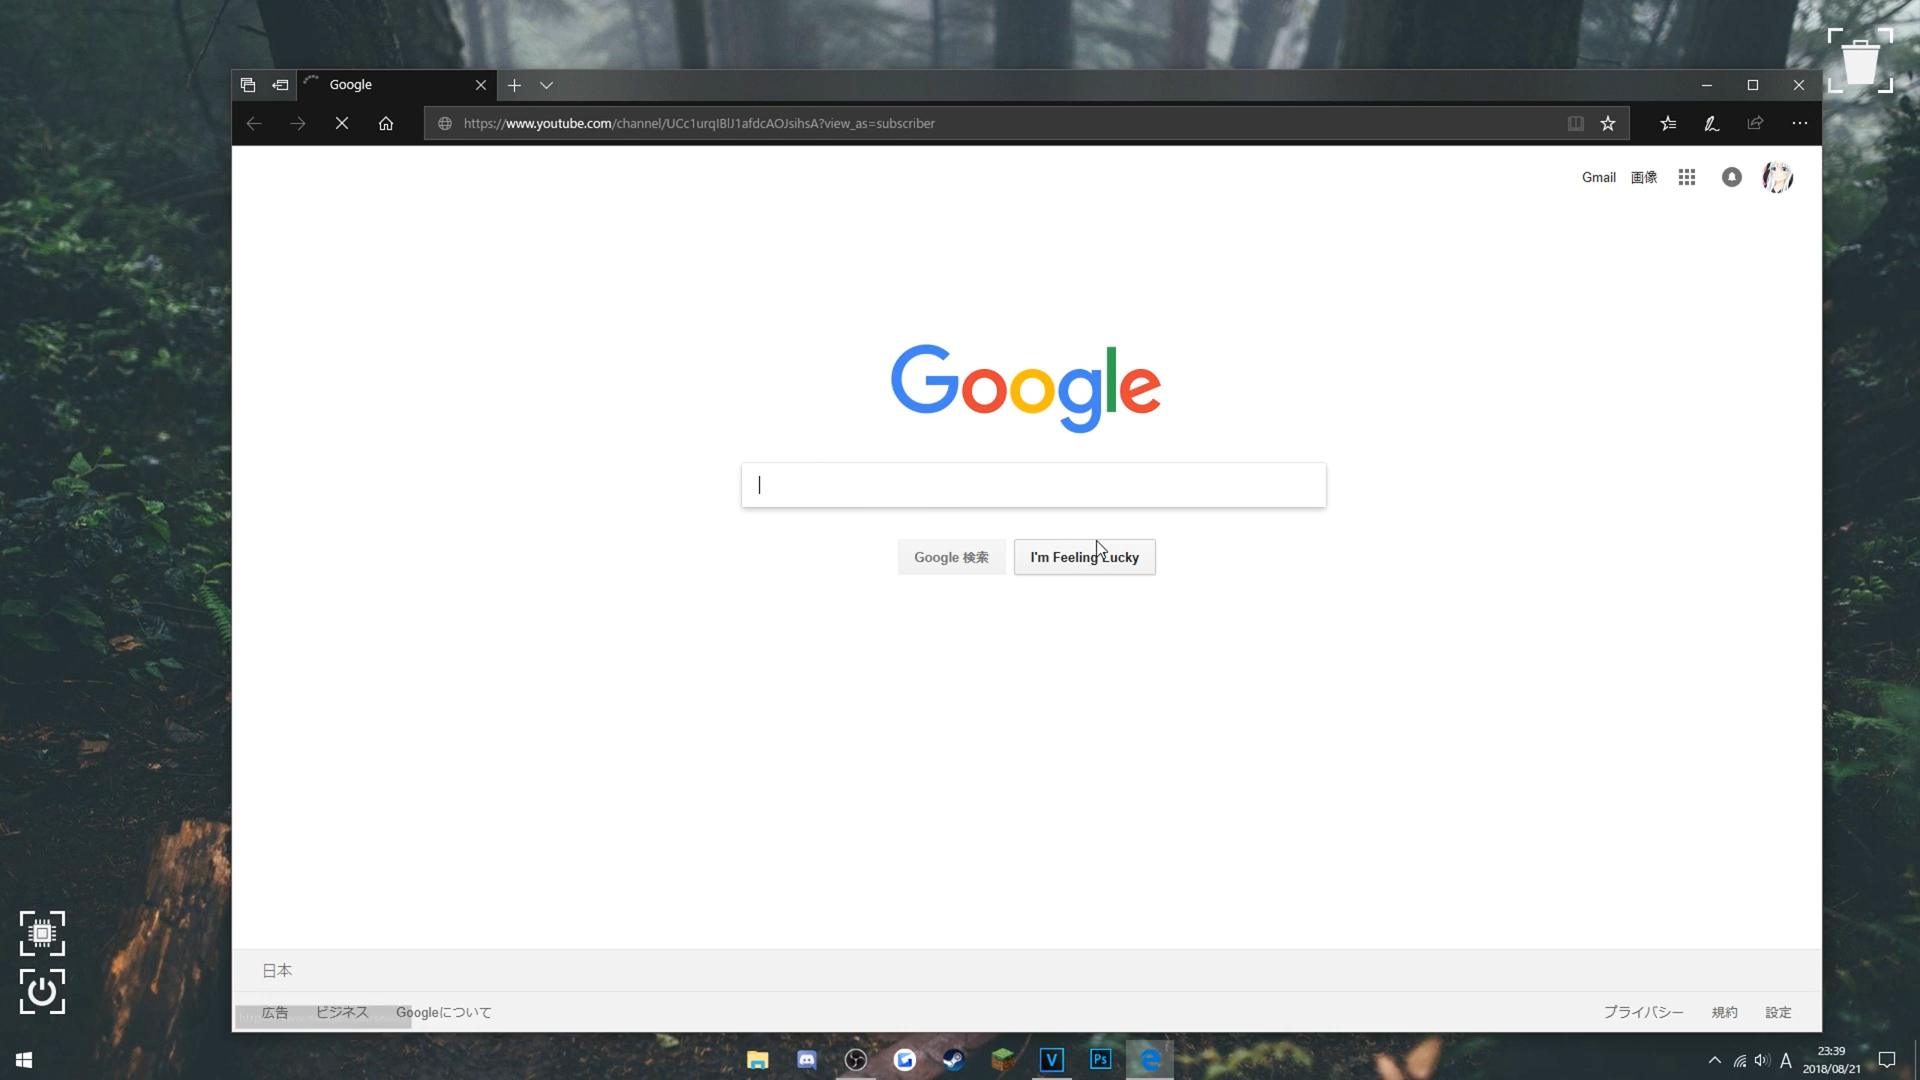 Google
https://www.youtube.com/channel/UCc1urqIBlJ1afdcAOJsihsA?view_as=subscriber
Gmail 画像
Google
Google 検索 I'm Feeling Lucky
日本
広告 ビジネス Googleについて プライバシー 規約 設定
V Ps A 23:39
2018/08/21